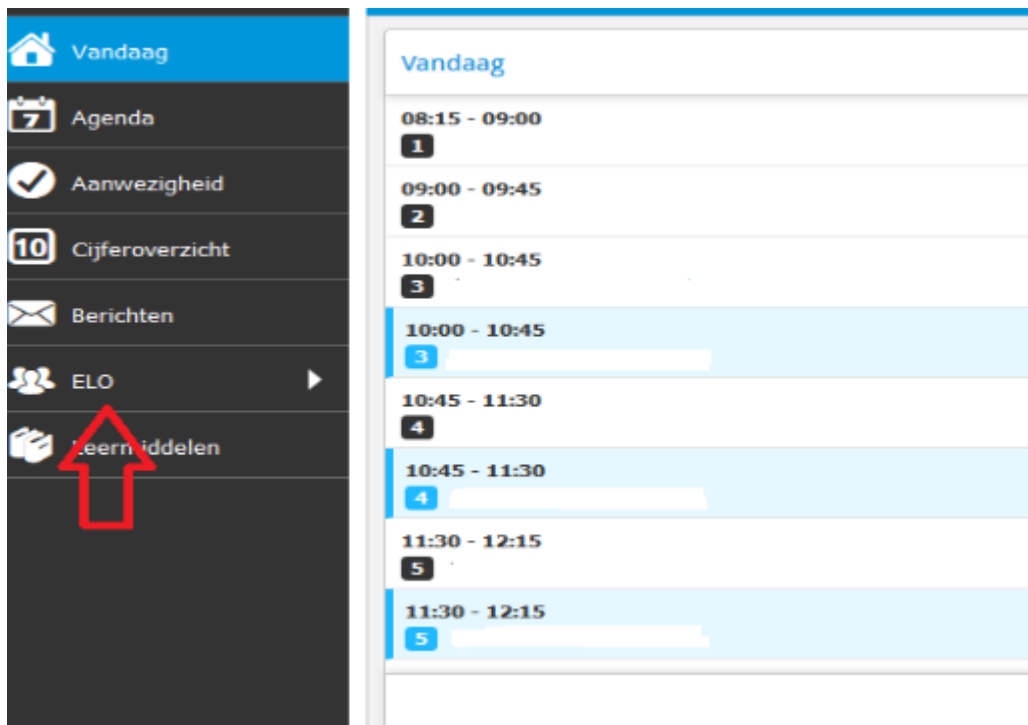 Vandaag
7 Agenda
Aanwezigheid
10 Cijferoverzicht
Berichten
ELO
Leermiddelen
Vandaag
08:15 - 09:00
1
09:00 - 09:45
2
10:00 - 10:45
3
10:00 - 10:45
3
10:45 - 11:30
4
10:45 - 11:30
4
11:30 - 12:15
5
11:30 - 12:15
5